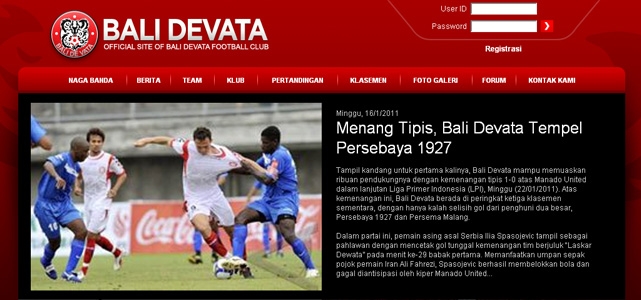 User ID
BALI DEVATA
Password
OFFICIAL SITE OF BALI DEVATA FOOTBALL CLUB
Registrasi
NAGA BANDA BERITA TEAM KLUB PERTANDINGAN KLASEMEN FOTO GALERI FORUM KONTAK KAMI
Minggu, 16/1/2011
Menang Tipis, Bali Devata Tempel
Persebaya 1927
Tampil kandang untuk pertama kalinya, Bali Devata mampu memuaskan
ribuan pendukungnya dengan kemenangan tipis 1-0 atas Manado United
dalam lanjutan Liga Primer Indonesia (LPI), Minggu (22/01/2011). Atas
kemenangan ini, Bali Devata berada di peringkat ketiga klasemen
sementara, dengan hanya kalah selisih gol dari penghuni dua besar,
Persebaya 1927 dan Persema Malang.
Dalam partai ini, pemain asing asal Serbia Ilia Spasojevic tampil sebagai
pahlawan dengan mencetak gol tunggal kemenangan tim berjuluk "Laskar
Dewata" pada menit ke-29 babak pertama. Memanfaatkan umpan sepak
pojok pemain Iran Ali Fahrezi, Spasojevic berhasil membelokkan bola dan
gagal diantisipasi oleh kiper Manado United...
Coca-Cola